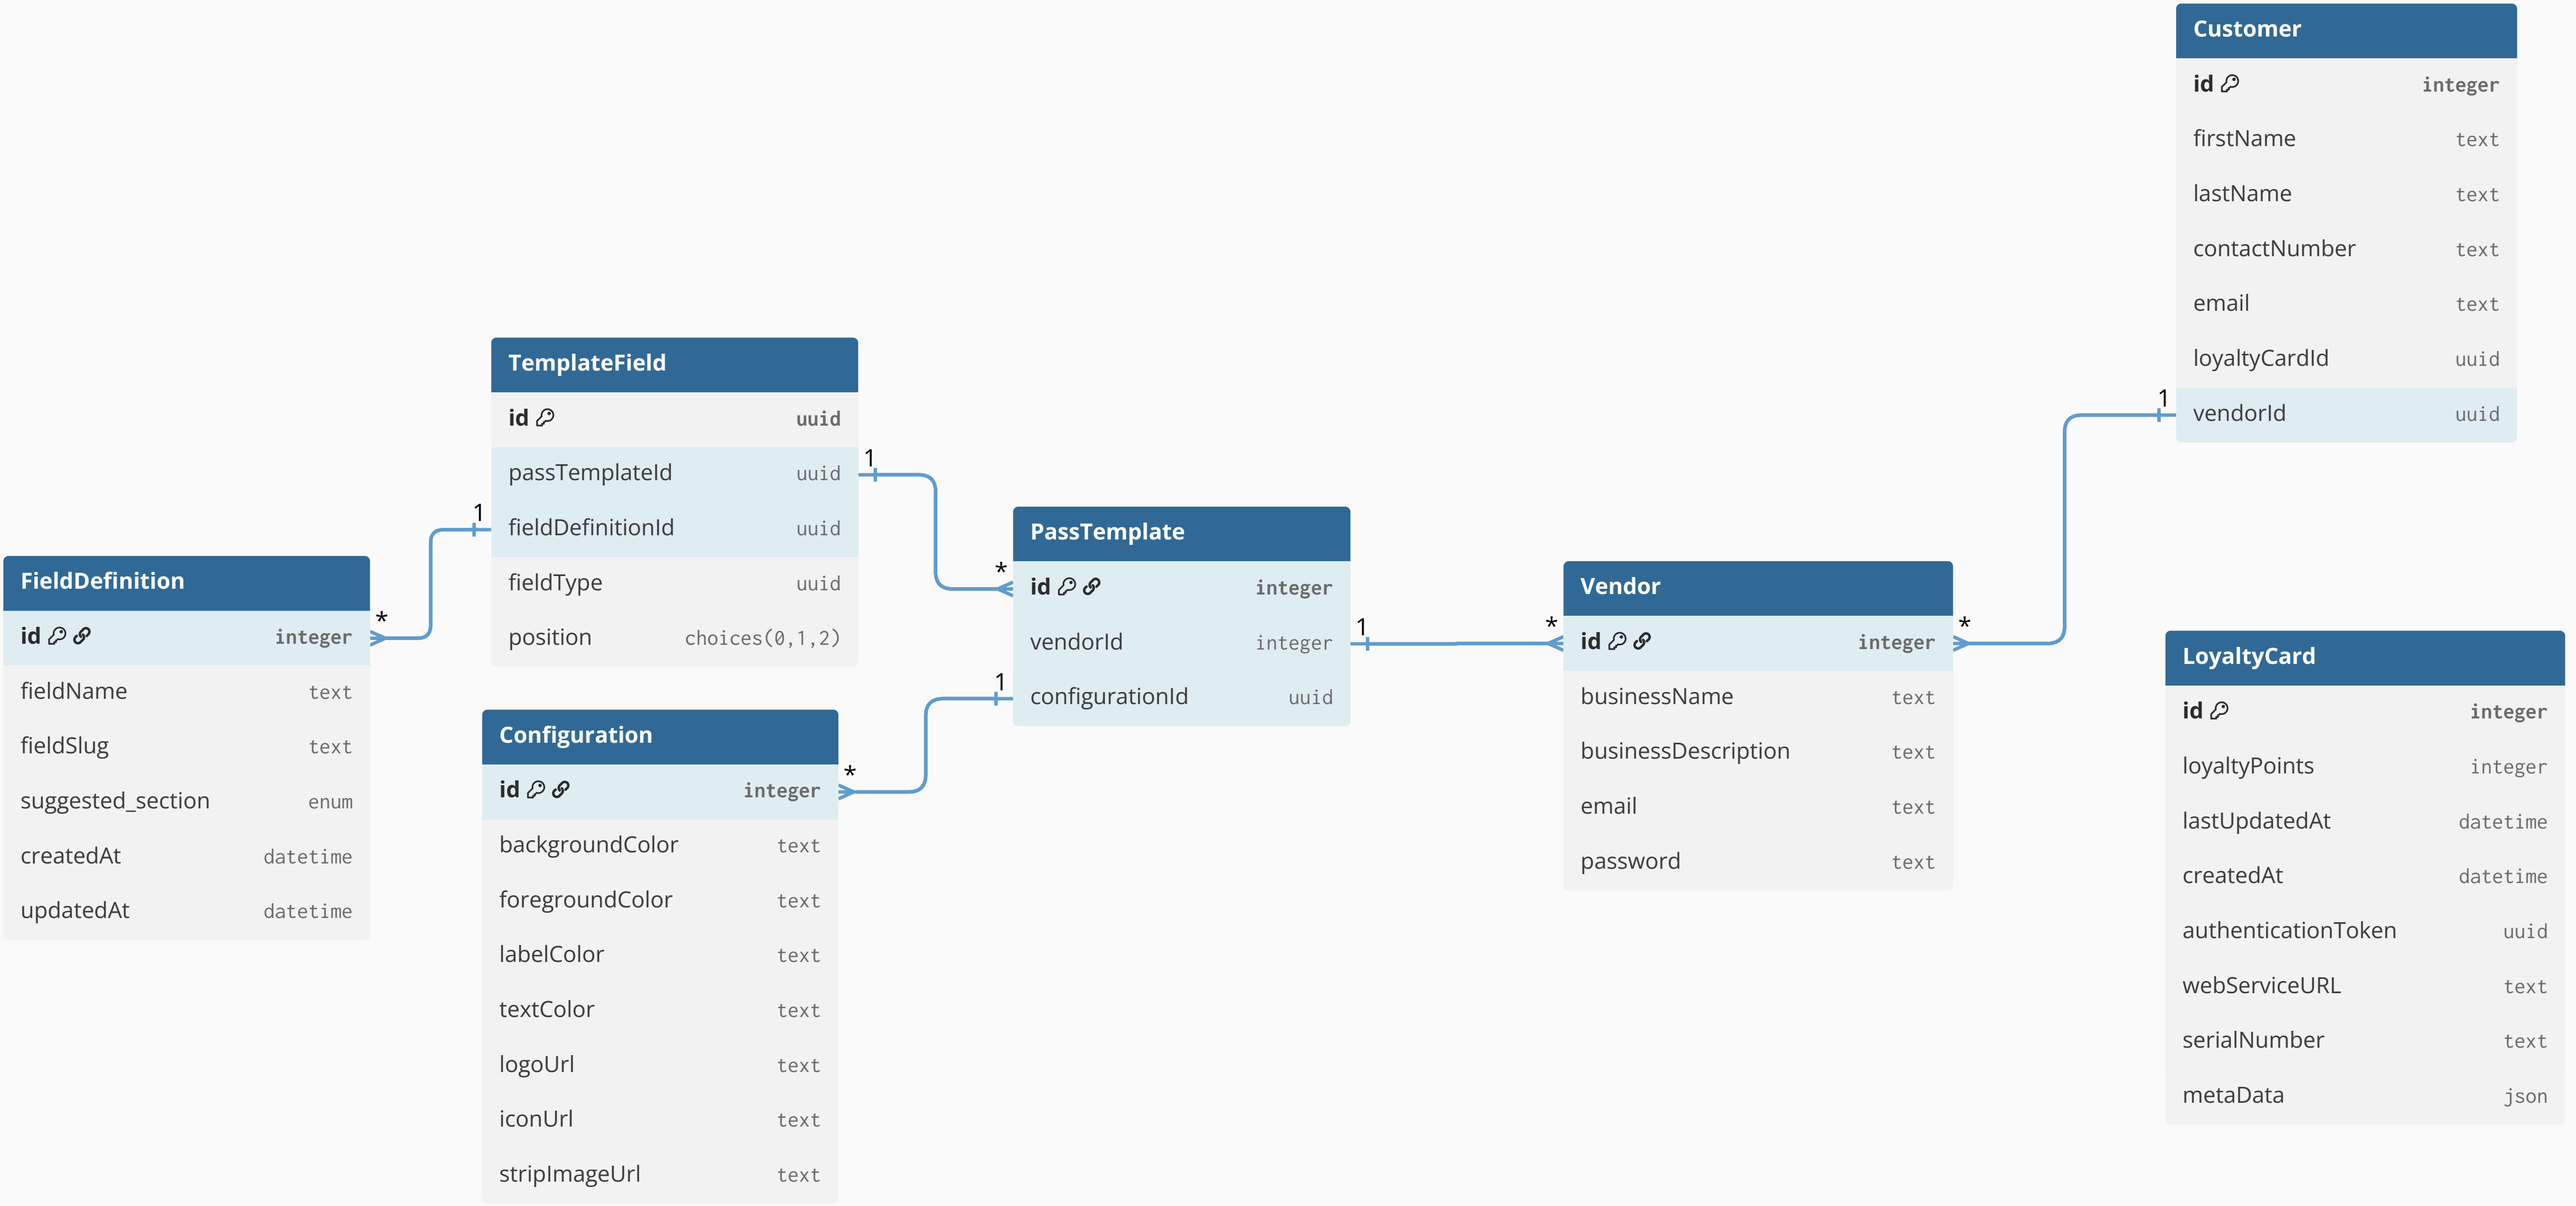 Customer
id integer
firstName text
lastName text
contactNumber text
email text
loyaltyCardId uuid
1
vendorId uuid
TemplateField
id uuid
passTemplateId uuid
1
1
fieldDefinitionId uuid
fieldType uuid
position choices(0,1,2)
FieldDefinition
*
id integer
fieldName text
fieldSlug text
suggested_section enum
createdAt datetime
updatedAt datetime
PassTemplate
*
id integer
vendorId integer
1
1
configurationId uuid
Configuration
*
id integer
backgroundColor text
foregroundColor text
labelColor text
textColor text
logoUrl text
iconUrl text
stripImageUrl text
Vendor
* *
id integer
businessName text
businessDescription text
email text
password text
LoyaltyCard
id integer
loyaltyPoints integer
lastUpdatedAt datetime
createdAt datetime
authenticationToken uuid
webServiceURL text
serialNumber text
metaData json